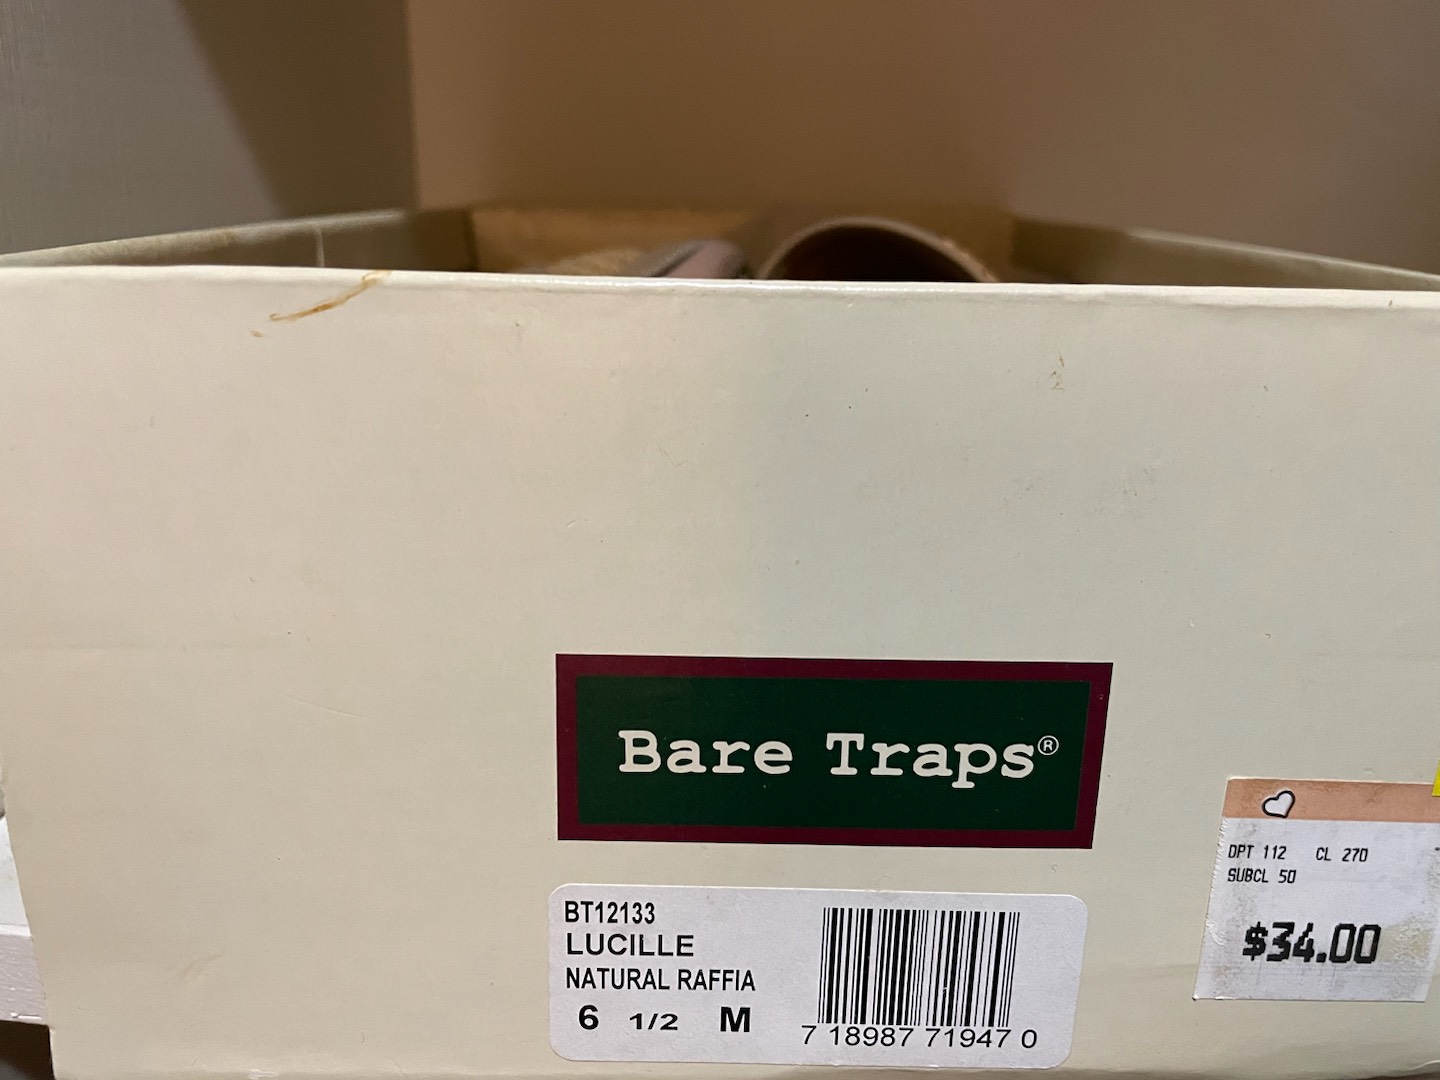 Bare Traps®
BT12133
LUCILLE
NATURAL RAFFIA
6 1/2 M
7 18987 71947 0
DPT 112 CL 270
SUBCL 50
$34.00